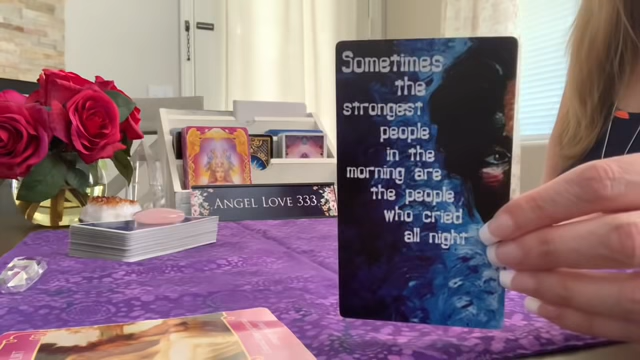 Sometimes
the
strongest
people
in the
morning are
the people
who cried
all night
Angel Love 333